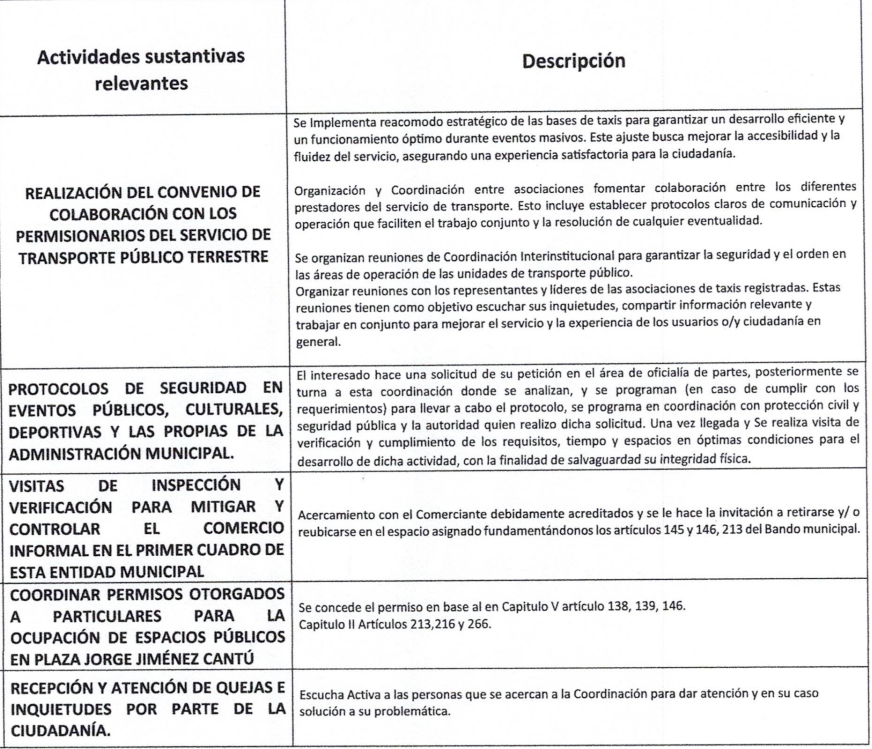 Actividades sustantivas
relevantes
Descripción
REALIZACIÓN DEL CONVENIO DE
COLABORACIÓN CON LOS
PERMISIONARIOS DEL SERVICIO DE
TRANSPORTE PÚBLICO TERRESTRE
Se Implementa reacomodo estratégico de las bases de taxis para garantizar un desarrollo eficiente y
un funcionamiento óptimo durante eventos masivos. Este ajuste busca mejorar la accesibilidad y la
fluidez del servicio, asegurando una experiencia satisfactoria para la ciudadanía.
Organización y Coordinación entre asociaciones fomentar colaboración entre los diferentes
prestadores del servicio de transporte. Esto incluye establecer protocolos claros de comunicación y
operación que faciliten el trabajo conjunto y la resolución de cualquier eventualidad.
Se organizan reuniones de Coordinación Interinstitucional para garantizar la seguridad y el orden en
las áreas de operación de las unidades de transporte público.
Organizar reuniones con los representantes y líderes de las asociaciones de taxis registradas. Estas
reuniones tienen como objetivo escuchar sus inquietudes, compartir información relevante y
trabajar en conjunto para mejorar el servicio y la experiencia de los usuarios o/y ciudadanía en
general.
PROTOCOLOS DE SEGURIDAD EN
EVENTOS PÚBLICOS, CULTURALES,
DEPORTIVAS Y LAS PROPIAS DE LA
ADMINISTRACIÓN MUNICIPAL.
El interesado hace una solicitud de su petición en el área de oficialía de partes, posteriormente se
turna a esta coordinación donde se analizan, y se programan (en caso de cumplir con los
requerimientos) para llevar a cabo el protocolo, se programa en coordinación con protección civil y
seguridad pública y la autoridad quien realizo dicha solicitud. Una vez llegada y Se realiza visita de
verificación y cumplimiento de los requisitos, tiempo y espacios en óptimas condiciones para el
desarrollo de dicha actividad, con la finalidad de salvaguardad su integridad física.
VISITAS DE INSPECCIÓN Y
VERIFICACIÓN PARA MITIGAR Y
CONTROLAR EL COMERCIO
INFORMAL EN EL PRIMER CUADRO DE
ESTA ENTIDAD MUNICIPAL
Acercamiento con el Comerciante debidamente acreditados y se le hace la invitación a retirarse y/ o
reubicarse en el espacio asignado fundamentándonos los artículos 145 y 146, 213 del Bando municipal.
COORDINAR PERMISOS OTORGADOS
A PARTICULARES PARA LA
OCUPACIÓN DE ESPACIOS PÚBLICOS
EN PLAZA JORGE JIMÉNEZ CANTÚ
Se concede el permiso en base al en Capitulo V artículo 138, 139, 146.
Capitulo II Artículos 213,216 y 266.
RECEPCIÓN Y ATENCIÓN DE QUEJAS E
INQUIETUDES POR PARTE DE LA
CIUDADANÍA.
Escucha Activa a las personas que se acercan a la Coordinación para dar atención y en su caso
solución a su problemática.